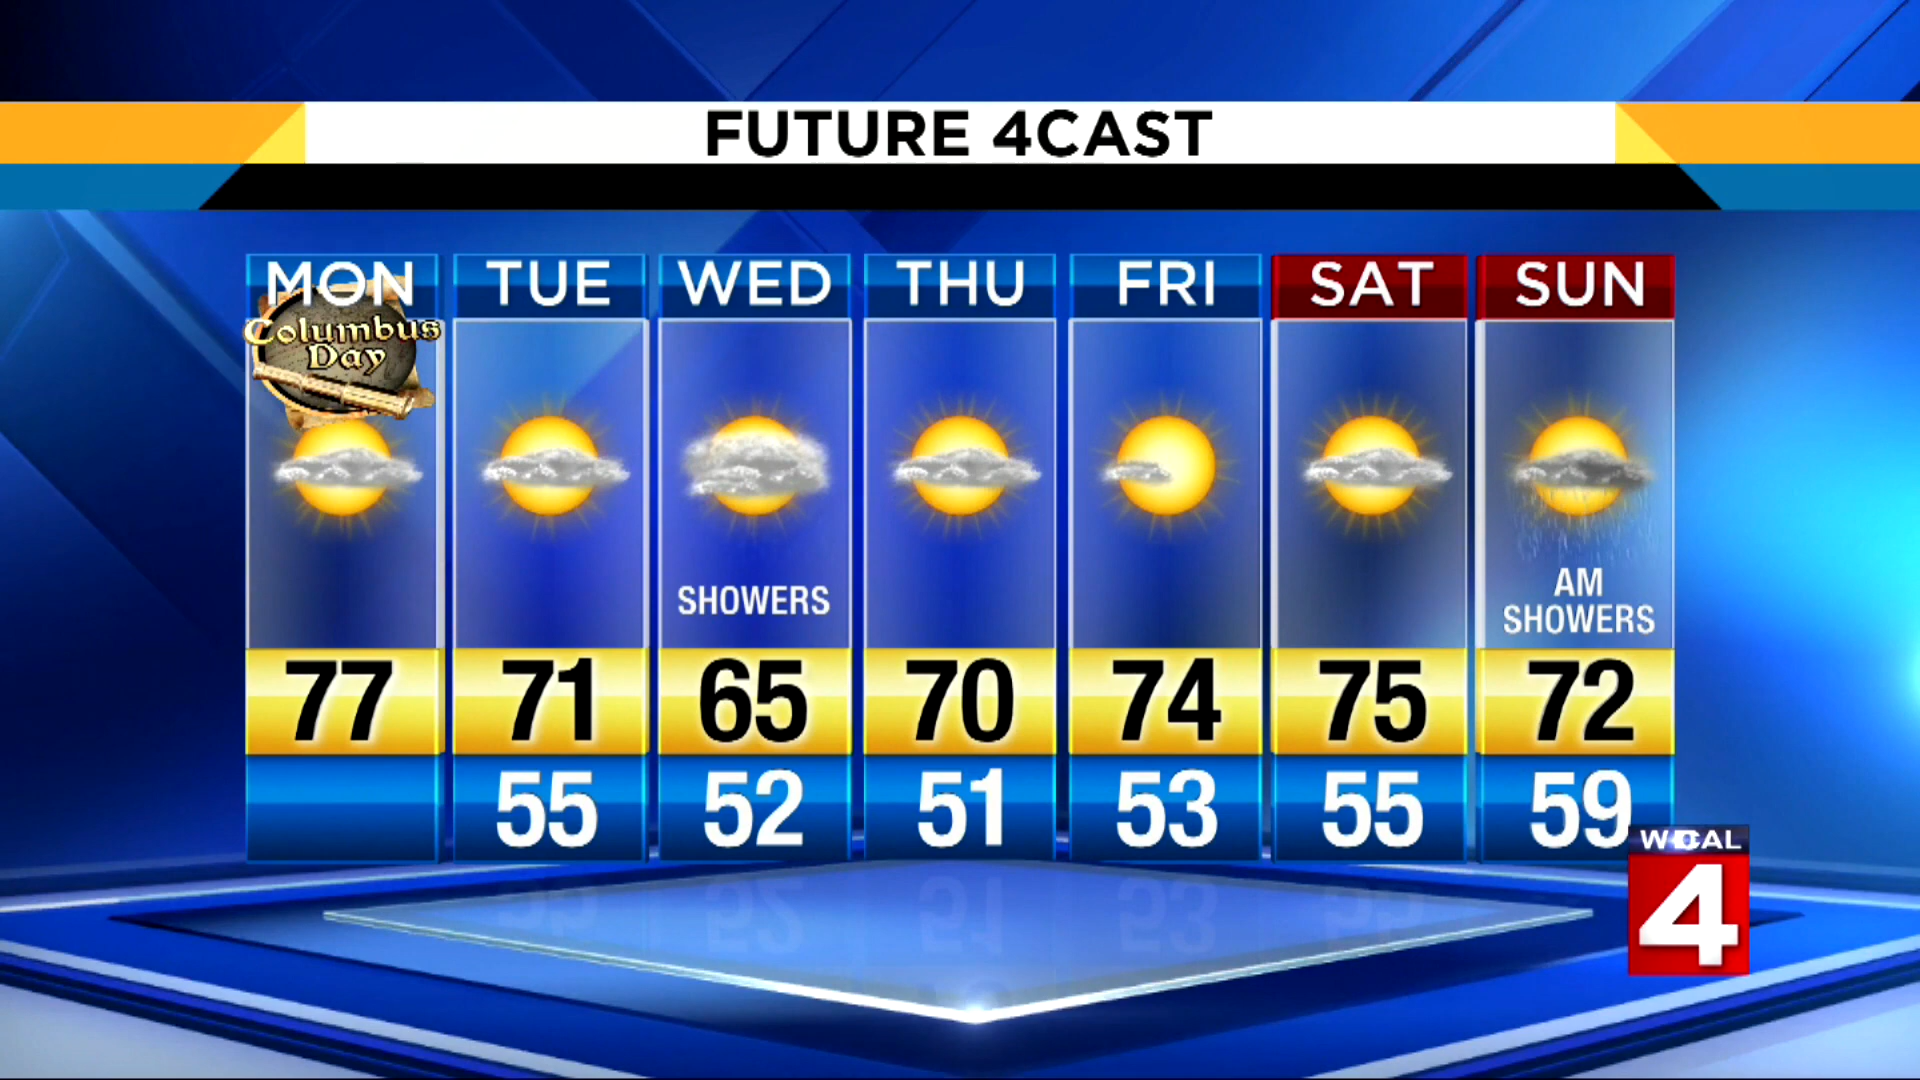 FUTURE 4CAST
MON TUE WED THU FRI SAT SUN
Columbus
Day
SHOWERS
AM
SHOWERS
77 71 65 70 74 75 72
55 52 51 53 55 59
4